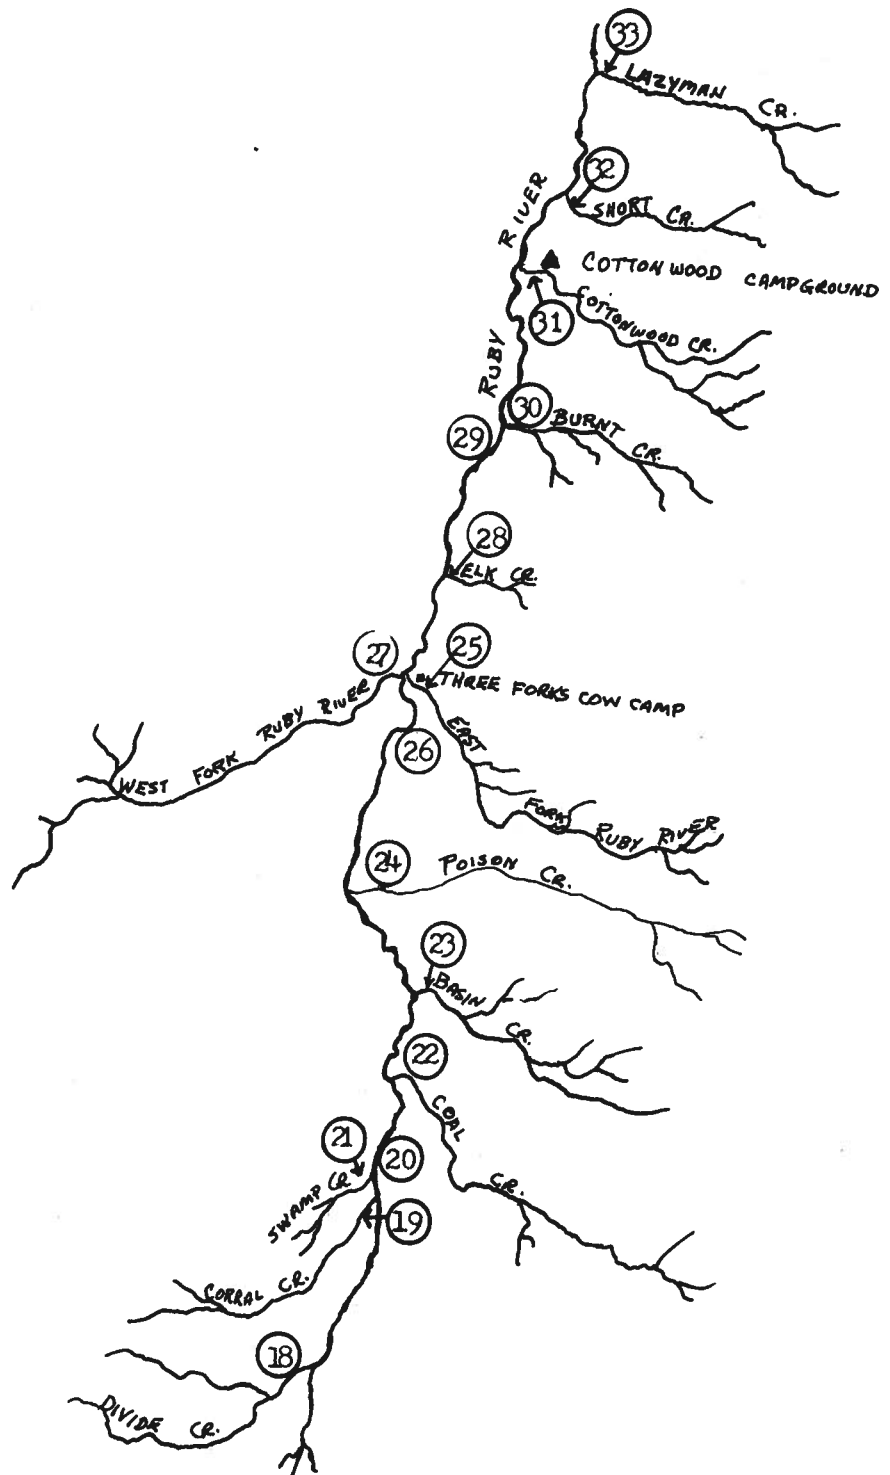 33
LAZYMAN CR.
32
SHORT CR.
RUBY RIVER
COTTONWOOD CAMPGROUND
COTTONWOOD CR.
31
30
BURNT CR.
29
28
ELK CR.
27
25
THREE FORKS COW CAMP
WEST FORK RUBY RIVER
26
EAST FORK RUBY RIVER
24
POISON CR.
23
BASIN CR.
22
COAL CR.
21
20
SWAMP CR.
19
CORRAL CR.
18
DIVIDE CR.